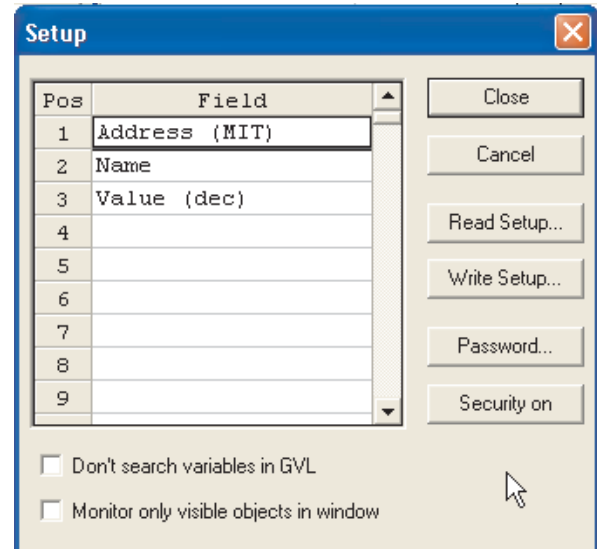 Setup
Pos Field
1 Address (MIT)
2 Name
3 Value (dec)
4
5
6
7
8
9
Close
Cancel
Read Setup...
Write Setup...
Password...
Security on
Don't search variables in GVL
Monitor only visible objects in window